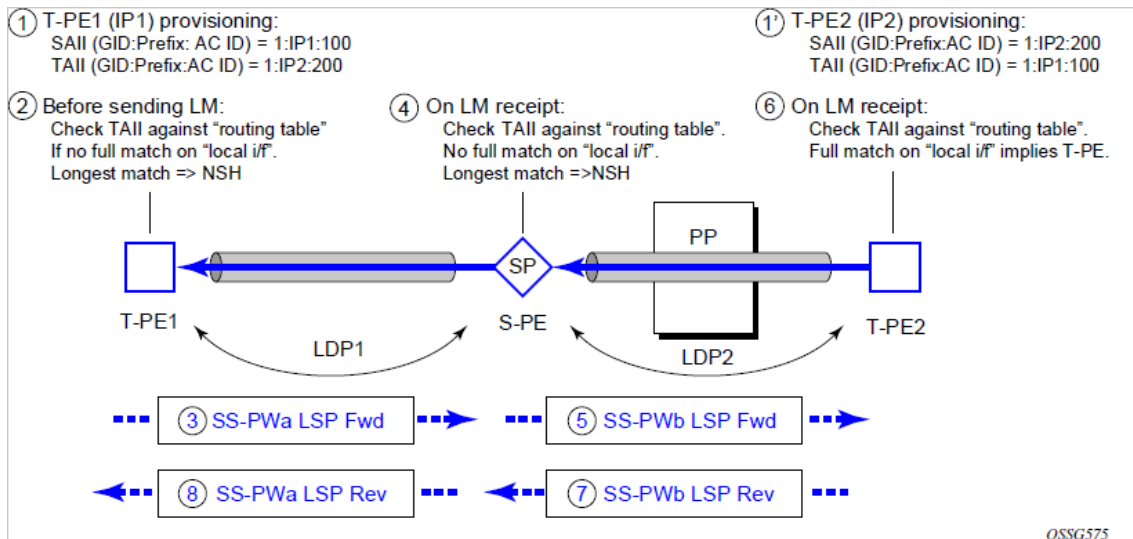 ① T-PE1 (IP1) provisioning:
SAII (GID:Prefix: AC ID) = 1:IP1:100
TAII (GID:Prefix:AC ID) = 1:IP2:200
①' T-PE2 (IP2) provisioning:
SAII (GID:Prefix:AC ID) = 1:IP2:200
TAII (GID:Prefix:AC ID) = 1:IP1:100
② Before sending LM:
Check TAII against “routing table”
If no full match on “local i/f”.
Longest match => NSH
④ On LM receipt:
Check TAII against “routing table”.
No full match on “local i/f”.
Longest match =>NSH
⑥ On LM receipt:
Check TAII against “routing table”.
Full match on “local i/f” implies T-PE.
PP
SP
T-PE1
S-PE
T-PE2
LDP1
LDP2
③ SS-PWa LSP Fwd
⑤ SS-PWb LSP Fwd
⑧ SS-PWa LSP Rev
⑦ SS-PWb LSP Rev
OSSG575